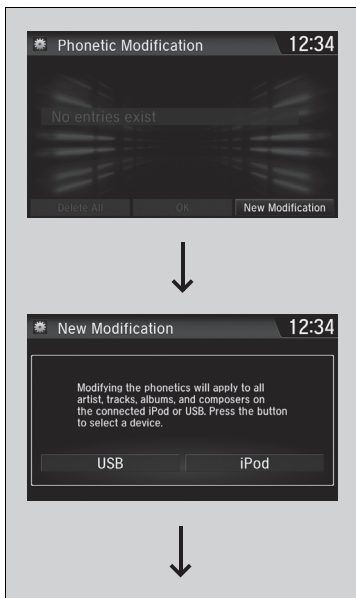 Phonetic Modification 12:34
No entries exist
Delete All OK New Modification
New Modification 12:34
Modifying the phonetics will apply to all
artist, tracks, albums, and composers on
the connected iPod or USB. Press the button
to select a device.
USB iPod